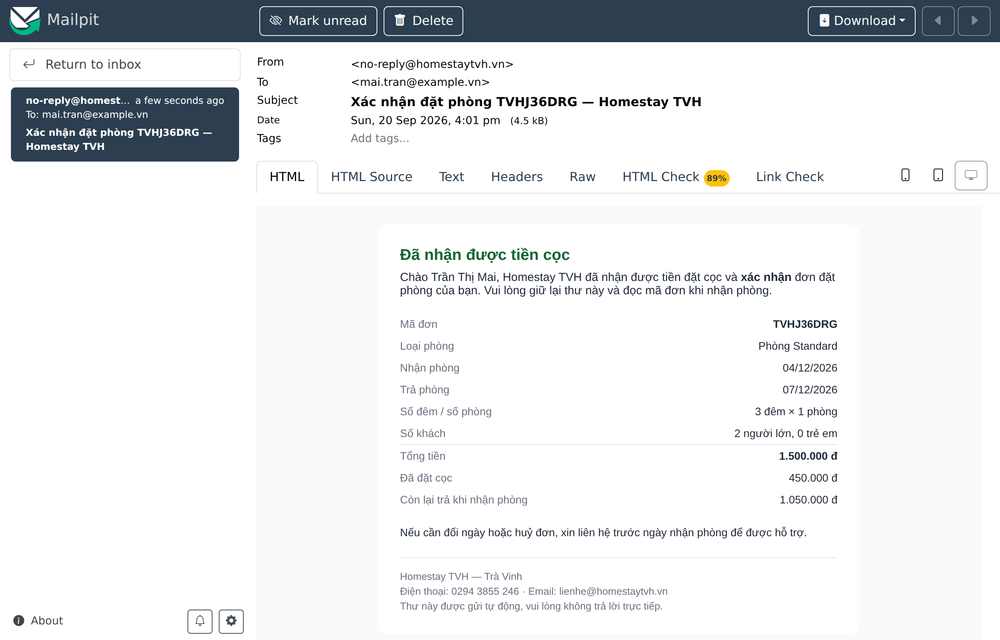 Mailpit
Mark unread
Delete
Download
Return to inbox
no-reply@homest... a few seconds ago
To: mai.tran@example.vn
Xác nhận đặt phòng TVHJ36DRG —
Homestay TVH
From <no-reply@homestaytvh.vn>
To <mai.tran@example.vn>
Subject Xác nhận đặt phòng TVHJ36DRG — Homestay TVH
Date Sun, 20 Sep 2026, 4:01 pm (4.5 kB)
Tags Add tags...
HTML HTML Source Text Headers Raw HTML Check 89% Link Check
Đã nhận được tiền cọc
Chào Trần Thị Mai, Homestay TVH đã nhận được tiền đặt cọc và xác nhận đơn đặt
phòng của bạn. Vui lòng giữ lại thư này và đọc mã đơn khi nhận phòng.
Mã đơn TVHJ36DRG
Loại phòng Phòng Standard
Nhận phòng 04/12/2026
Trả phòng 07/12/2026
Số đêm / số phòng 3 đêm × 1 phòng
Số khách 2 người lớn, 0 trẻ em
Tổng tiền 1.500.000 đ
Đã đặt cọc 450.000 đ
Còn lại trả khi nhận phòng 1.050.000 đ
Nếu cần đổi ngày hoặc huỷ đơn, xin liên hệ trước ngày nhận phòng để được hỗ trợ.
Homestay TVH — Trà Vinh
Điện thoại: 0294 3855 246 · Email: lienhe@homestaytvh.vn
Thư này được gửi tự động, vui lòng không trả lời trực tiếp.
About